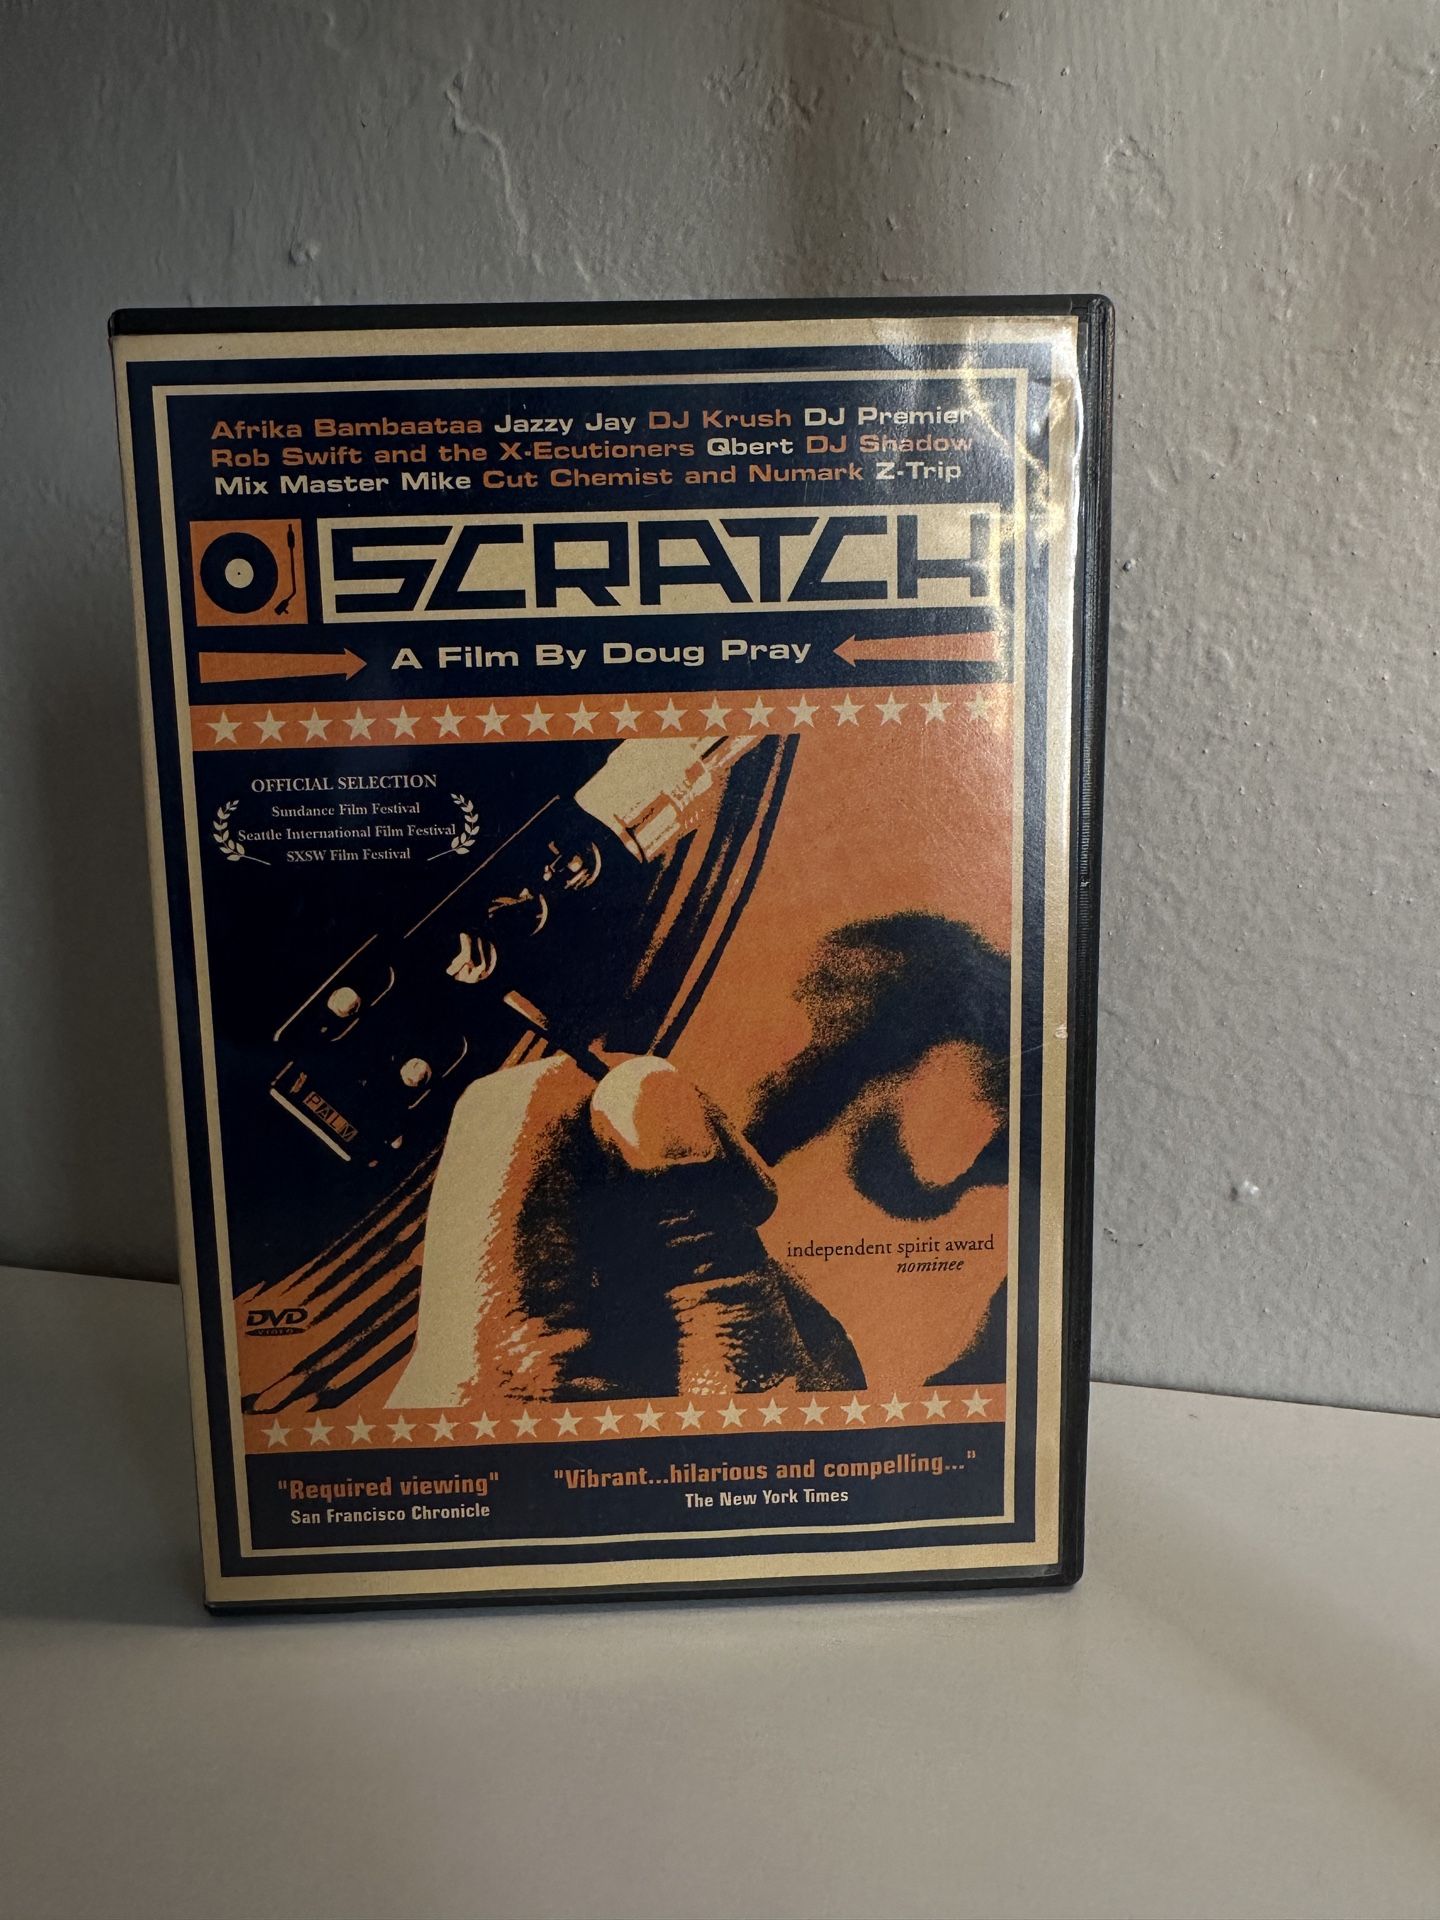 Afrika Bambaataa Jazzy Jay DJ Krush DJ Premier
Rob Swift and the X-Ecutioners Qbert DJ Shadow
Mix Master Mike Cut Chemist and Numark Z-Trip
SCRATCH
A Film By Doug Pray
OFFICIAL SELECTION
Sundance Film Festival
Seattle International Film Festival
SXSW Film Festival
PALM
independent spirit award
nominee
DVD
VIDEO
"Required viewing"
San Francisco Chronicle
"Vibrant...hilarious and compelling..."
The New York Times